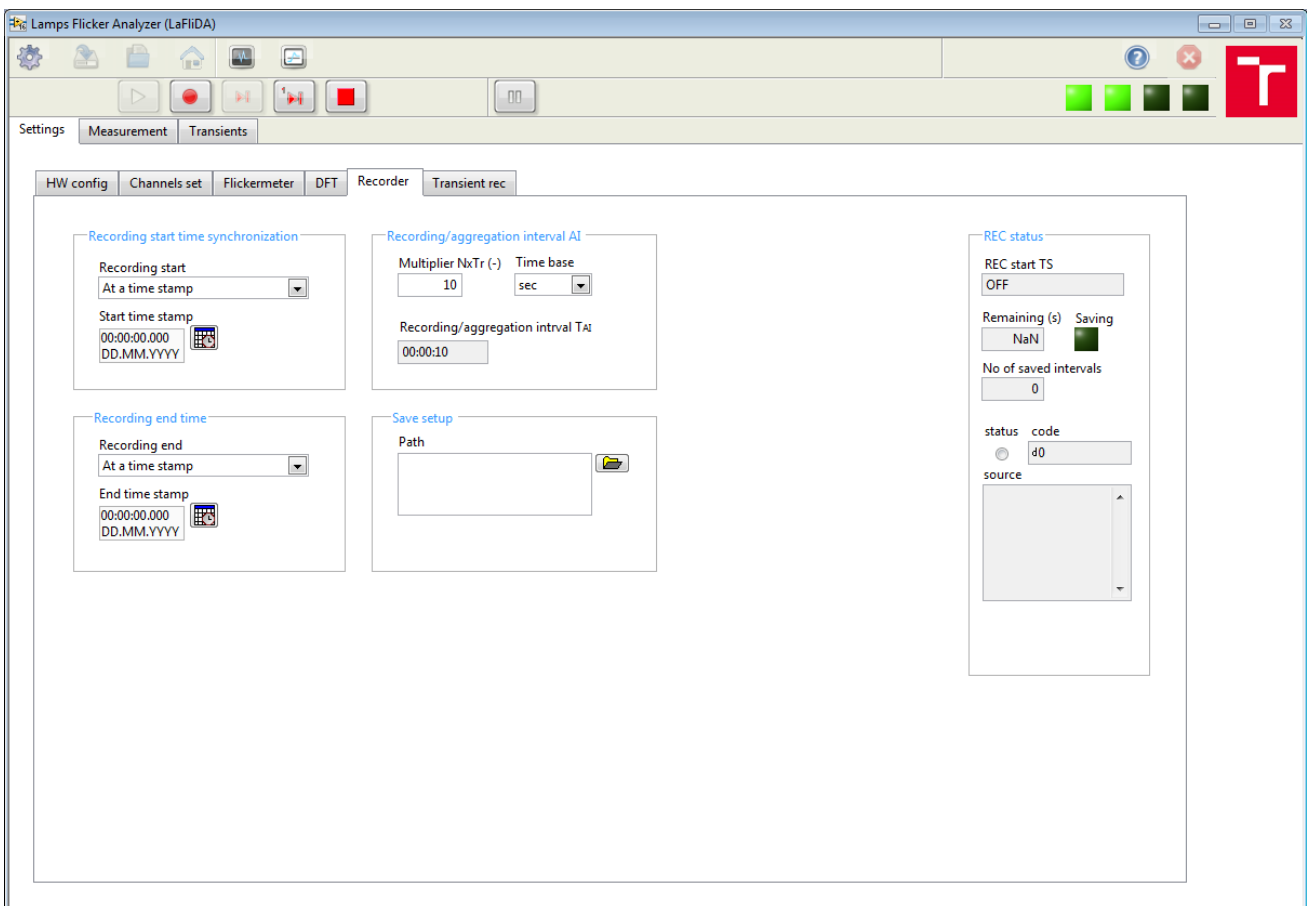 Lamps Flicker Analyzer (LaFliDA)
1
Settings
Measurement
Transients
HW config
Channels set
Flickermeter
DFT
Recorder
Transient rec
Recording start time synchronization
Recording start
At a time stamp
Start time stamp
00:00:00.000
DD.MM.YYYY
Recording/aggregation interval AI
Multiplier NxTr (-)
Time base
10
sec
Recording/aggregation intrval TAI
00:00:10
Recording end time
Recording end
At a time stamp
End time stamp
00:00:00.000
DD.MM.YYYY
Save setup
Path
REC status
REC start TS
OFF
Remaining (s)
Saving
NaN
No of saved intervals
0
status
code
d0
source